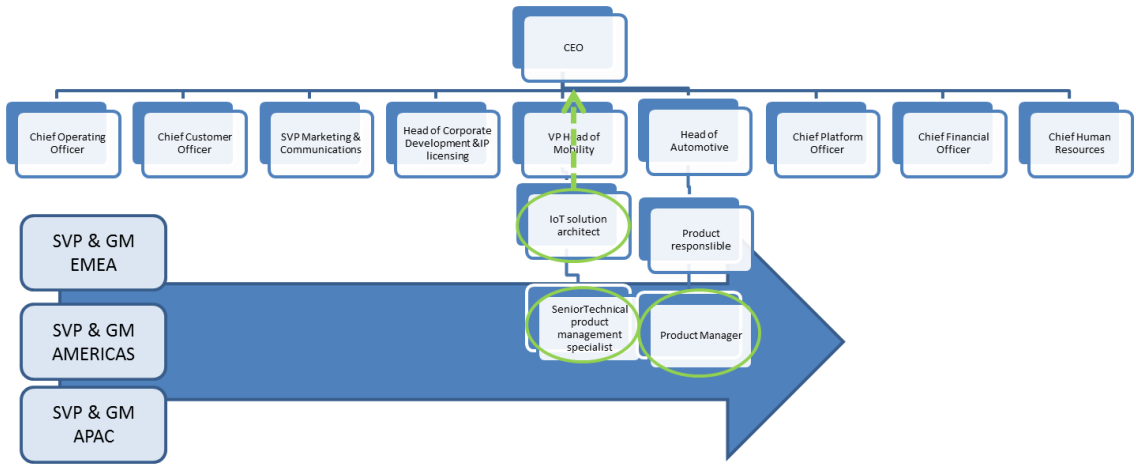 CEO
Chief Operating
Officer
Chief Customer
Officer
SVP Marketing &
Communications
Head of Corporate
Development &IP
licensing
VP Head of
Mobility
Head of
Automotive
Chief Platform
Officer
Chief Financial
Officer
Chief Human
Resources
IoT solution
architect
Product
responsiible
SeniorTechnical
product
management
specialist
Product Manager
SVP & GM
EMEA
SVP & GM
AMERICAS
SVP & GM
APAC